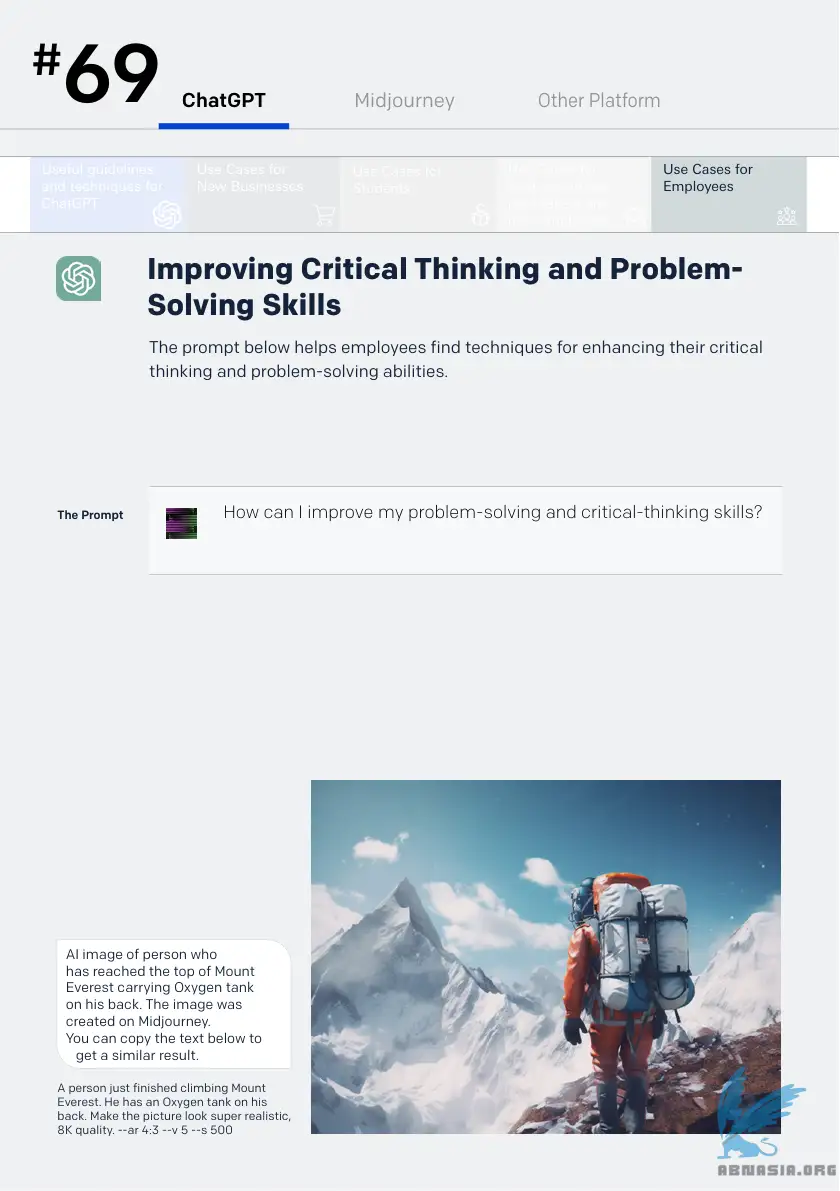 #69
ChatGPT
Midjourney
Other Platform
Useful guidelines
and techniques for
ChatGPT
Use Cases for
New Businesses
Use Cases for
Students
Use Cases for
Employees
Improving Critical Thinking and Problem-
Solving Skills
The prompt below helps employees find techniques for enhancing their critical
thinking and problem-solving abilities.
The Prompt
How can I improve my problem-solving and critical-thinking skills?
AI image of person who
has reached the top of Mount
Everest carrying Oxygen tank
on his back. The image was
created on Midjourney.
You can copy the text below to
get a similar result.
A person just finished climbing Mount
Everest. He has an Oxygen tank on his
back. Make the picture look super realistic,
8K quality. --ar 4:3 --v 5 --s 500
ABNASIA.ORG